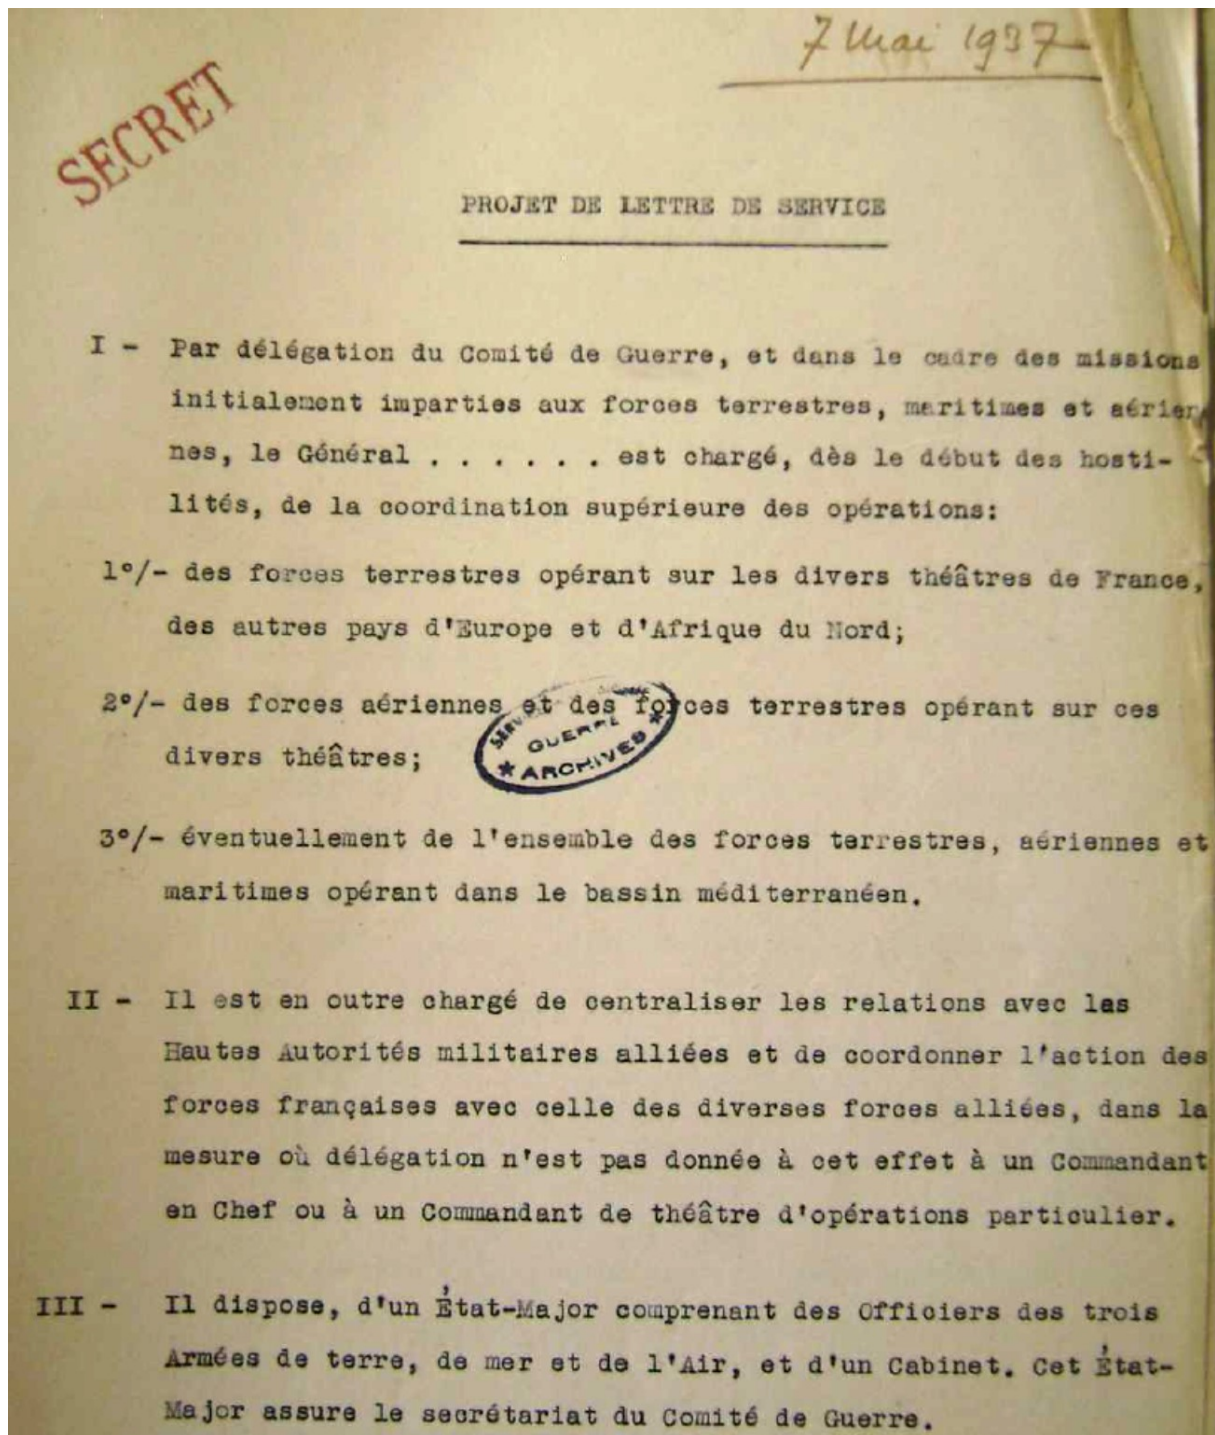 7 Mai 1937
SECRET
PROJET DE LETTRE DE SERVICE
I - Par délégation du Comité de Guerre, et dans le cadre des missions
initialement imparties aux forces terrestres, maritimes et aérien
nes, le Général . . . . . . est chargé, dès le début des hosti-
lités, de la coordination supérieure des opérations:
1°/- des forces terrestres opérant sur les divers théâtres de France,
des autres pays d'Europe et d'Afrique du Nord;
2°/- des forces aériennes et des forces terrestres opérant sur ces
divers théâtres;
GUERRE
★ ARCHIVES ★
3°/- éventuellement de l'ensemble des forces terrestres, aériennes et
maritimes opérant dans le bassin méditerranéen.
II - Il est en outre chargé de centraliser les relations avec les
Hautes Autorités militaires alliées et de coordonner l'action des
forces françaises avec celle des diverses forces alliées, dans la
mesure où délégation n'est pas donnée à cet effet à un Commandant
en Chef ou à un Commandant de théâtre d'opérations particulier.
III - Il dispose, d'un État-Major comprenant des Officiers des trois
Armées de terre, de mer et de l'Air, et d'un Cabinet. Cet État-
Major assure le secrétariat du Comité de Guerre.